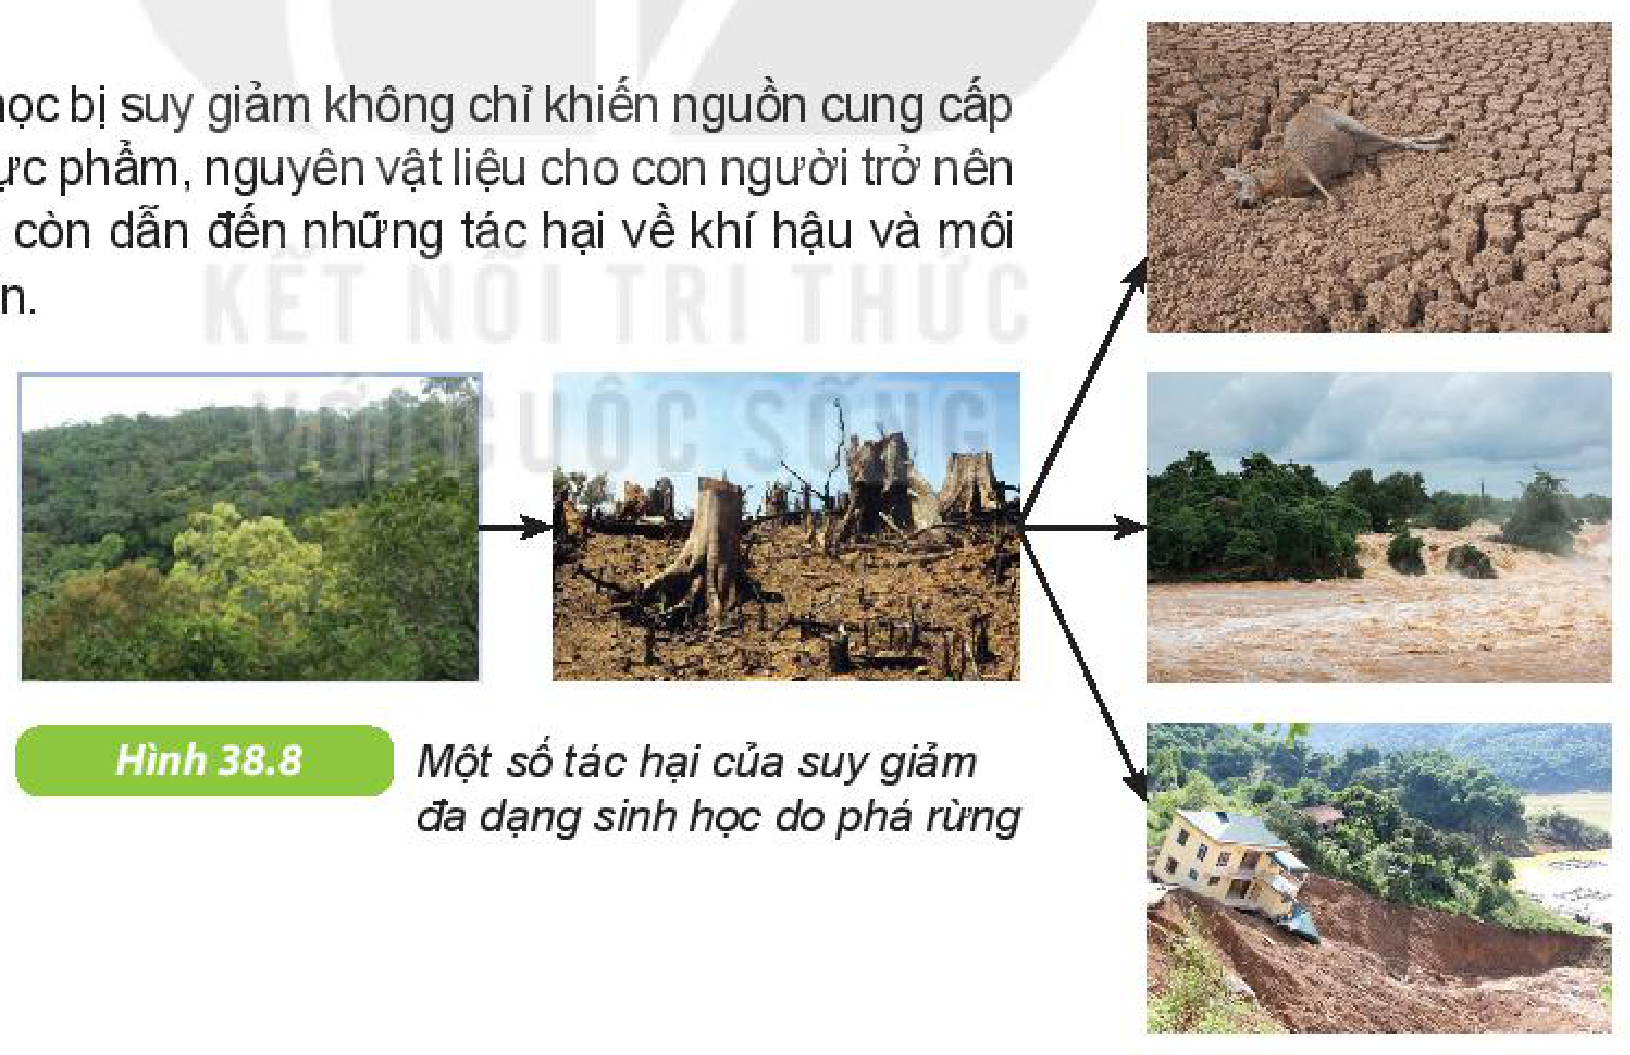 học bị suy giảm không chỉ khiến nguồn cung cấp
ực phẩm, nguyên vật liệu cho con người trở nên
còn dẫn đến những tác hại về khí hậu và môi
n.
KẾT NỐI TRI THỨC
VỚI CUỘC SỐNG
Hình 38.8
Một số tác hại của suy giảm
đa dạng sinh học do phá rừng